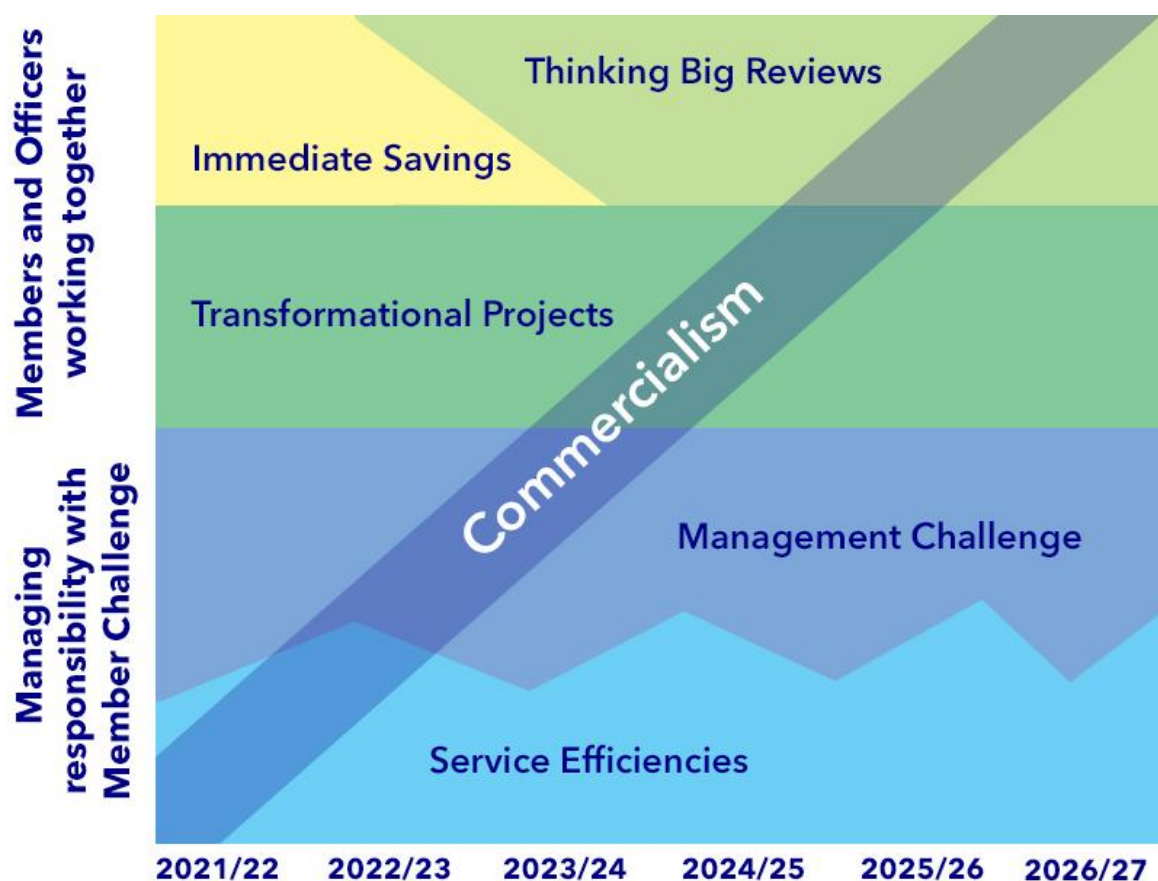 Members and Officers
working together
Managing
responsibility with
Member Challenge
Thinking Big Reviews
Immediate Savings
Transformational Projects
Commercialism
Management Challenge
Service Efficiencies
2021/22 2022/23 2023/24 2024/25 2025/26 2026/27